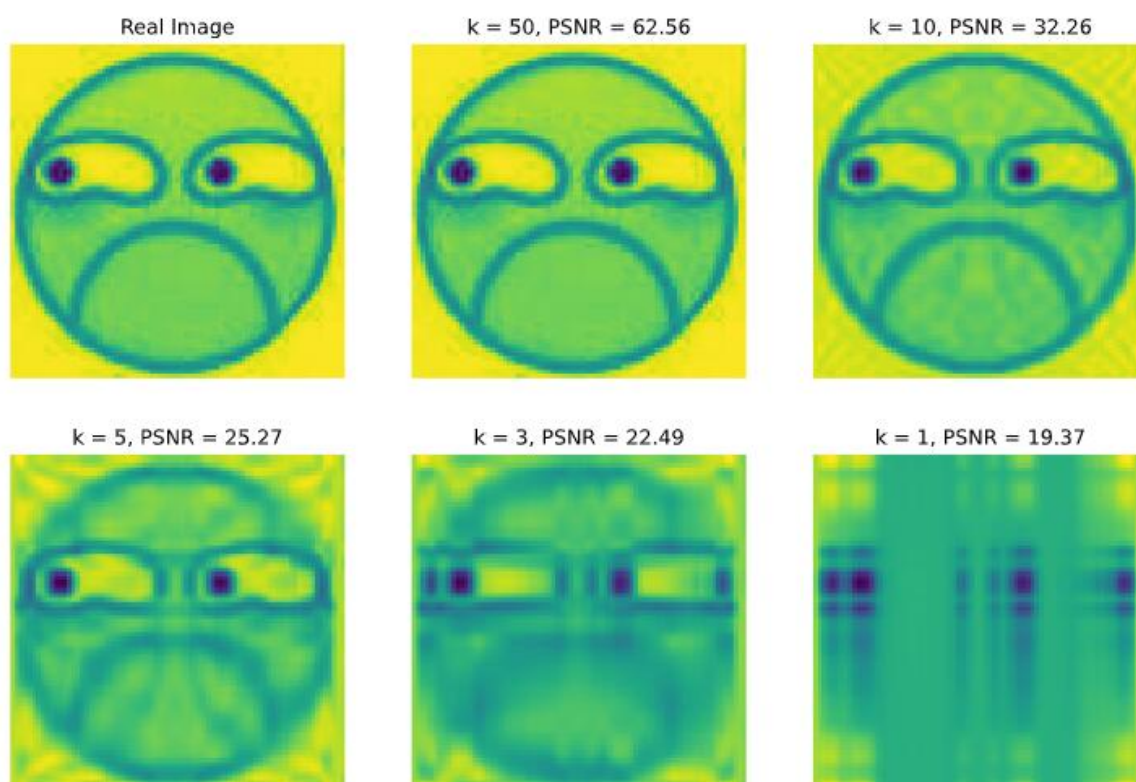 Real Image
k = 50, PSNR = 62.56
k = 10, PSNR = 32.26
k = 5, PSNR = 25.27
k = 3, PSNR = 22.49
k = 1, PSNR = 19.37